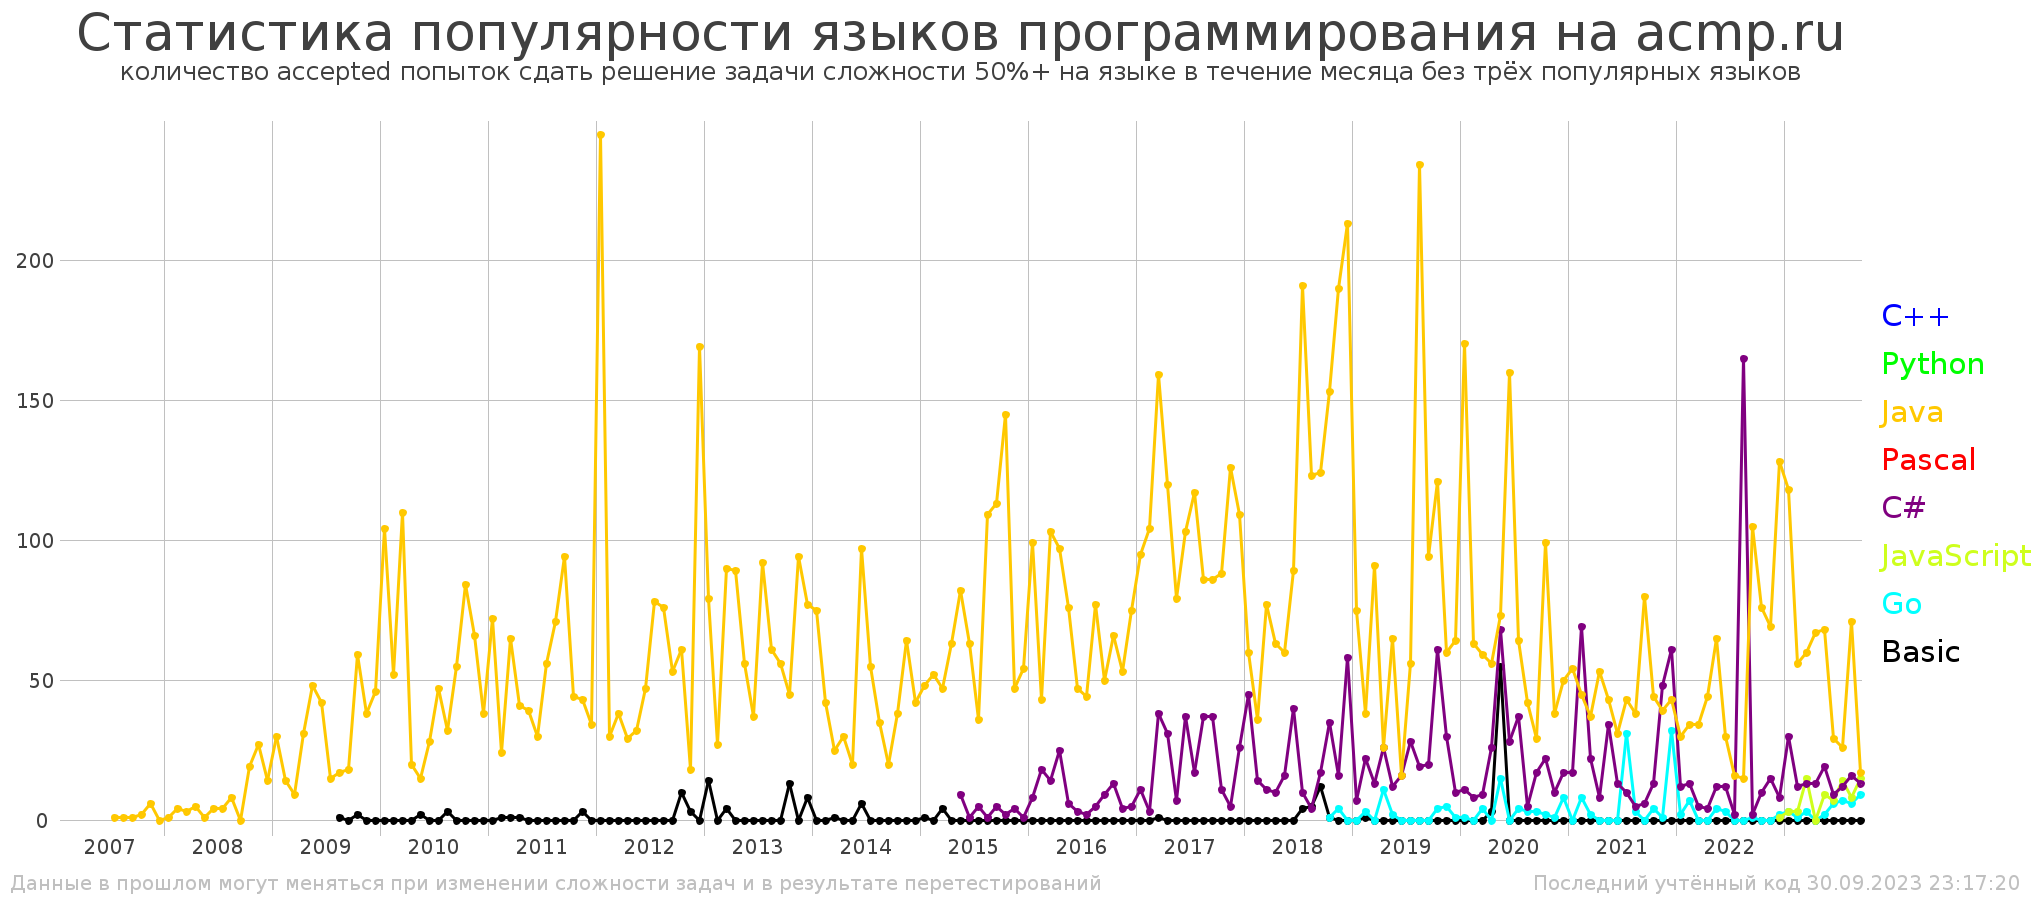 Статистика популярности языков программирования на acmp.ru
количество accepted попыток сдать решение задачи сложности 50%+ на языке в течение месяца без трёх популярных языков
200
150
100
50
0
C++
Python
Java
Pascal
C#
JavaScript
Go
Basic
2007 2008 2009 2010 2011 2012 2013 2014 2015 2016 2017 2018 2019 2020 2021 2022
Данные в прошлом могут меняться при изменении сложности задач и в результате перетестирований
Последний учтённый код 30.09.2023 23:17:20